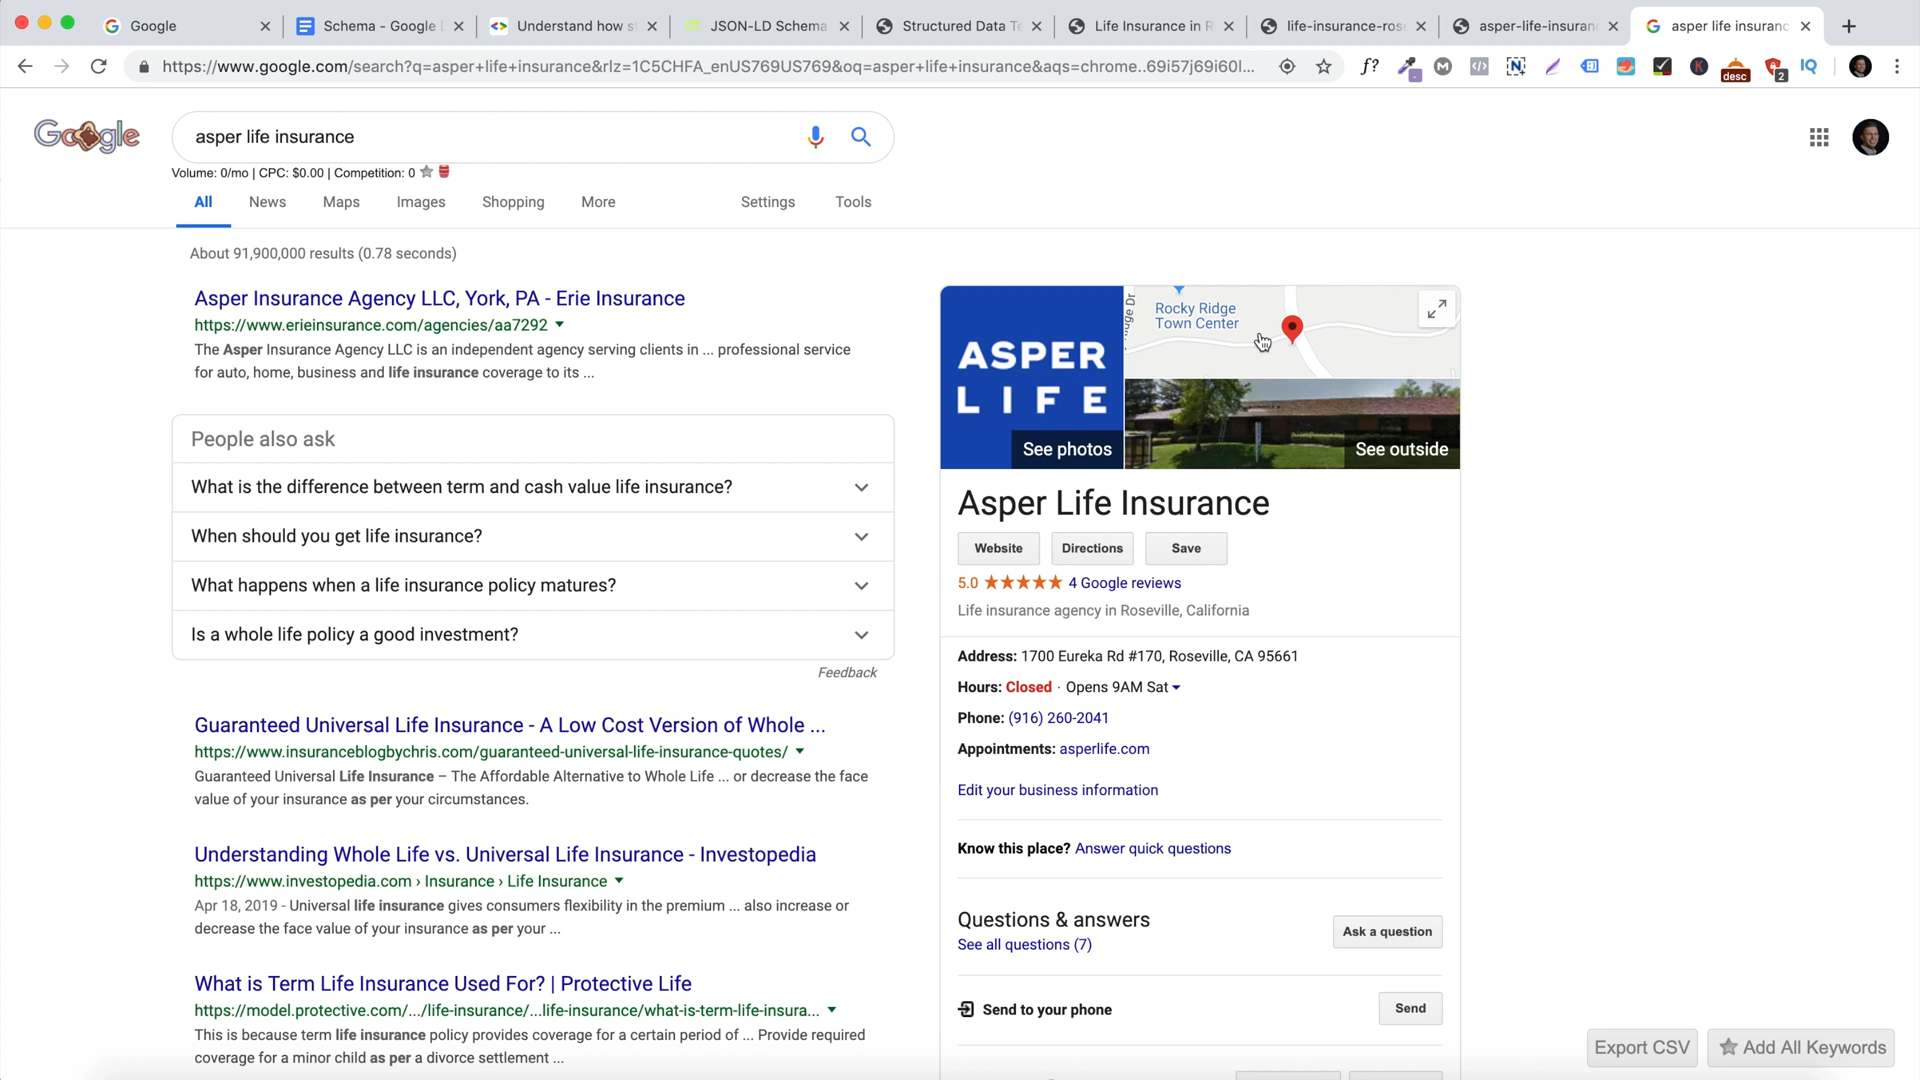 Google
Schema - Google
Understand how s
JSON-LD Schema
Structured Data Te
Life Insurance in R
life-insurance-rose
asper-life-insuran
asper life insuranc
https://www.google.com/search?q=asper+life+insurance&rlz=1C5CHFA_enUS769US769&oq=asper+life+insurance&aqs=chrome..69i57j69i60l...
f?
desc
2
IQ
Google
asper life insurance
Volume: 0/mo | CPC: $0.00 | Competition: 0
All
News
Maps
Images
Shopping
More
Settings
Tools
About 91,900,000 results (0.78 seconds)
Asper Insurance Agency LLC, York, PA - Erie Insurance
https://www.erieinsurance.com/agencies/aa7292
The Asper Insurance Agency LLC is an independent agency serving clients in ... professional service
for auto, home, business and life insurance coverage to its ...
People also ask
What is the difference between term and cash value life insurance?
When should you get life insurance?
What happens when a life insurance policy matures?
Is a whole life policy a good investment?
Feedback
Guaranteed Universal Life Insurance - A Low Cost Version of Whole ...
https://www.insuranceblogbychris.com/guaranteed-universal-life-insurance-quotes/
Guaranteed Universal Life Insurance – The Affordable Alternative to Whole Life ... or decrease the face
value of your insurance as per your circumstances.
Understanding Whole Life vs. Universal Life Insurance - Investopedia
https://www.investopedia.com › Insurance › Life Insurance
Apr 18, 2019 - Universal life insurance gives consumers flexibility in the premium ... also increase or
decrease the face value of your insurance as per your ...
What is Term Life Insurance Used For? | Protective Life
https://model.protective.com/.../life-insurance/...life-insurance/what-is-term-life-insura...
This is because term life insurance policy provides coverage for a certain period of ... Provide required
coverage for a minor child as per a divorce settlement ...
ASPER
LIFE
See photos
Rocky Ridge
Town Center
See outside
Asper Life Insurance
Website
Directions
Save
5.0
4 Google reviews
Life insurance agency in Roseville, California
Address: 1700 Eureka Rd #170, Roseville, CA 95661
Hours: Closed · Opens 9AM Sat
Phone: (916) 260-2041
Appointments: asperlife.com
Edit your business information
Know this place? Answer quick questions
Questions & answers
See all questions (7)
Ask a question
Send to your phone
Send
Export CSV
Add All Keywords